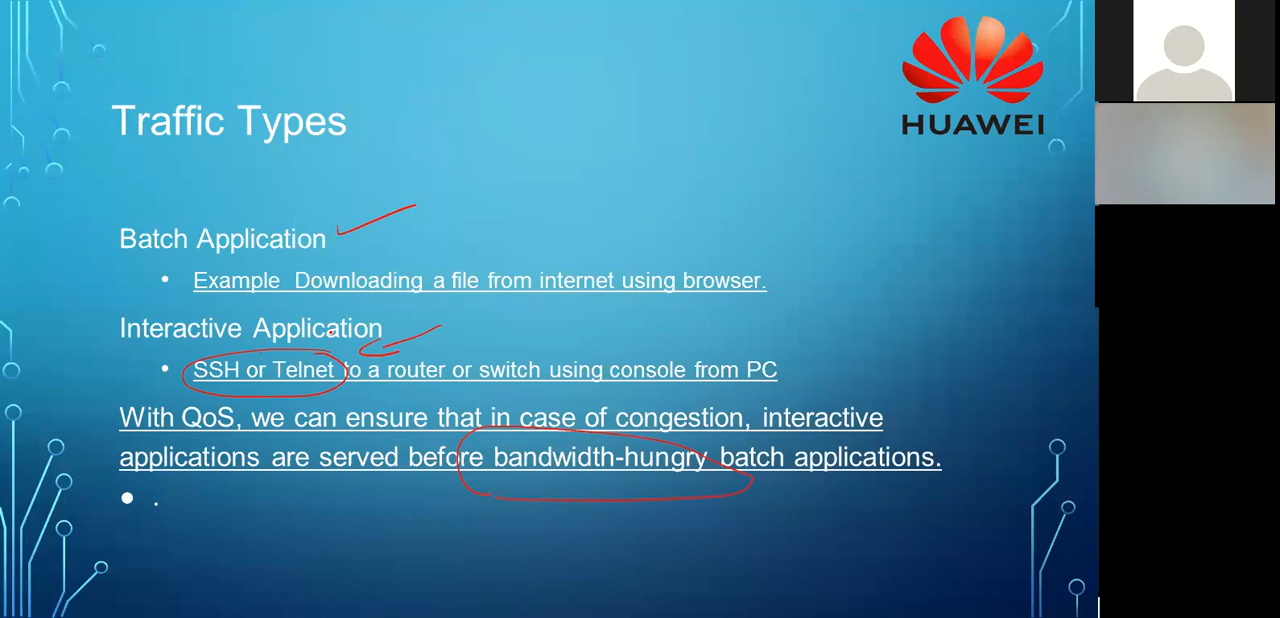 HUAWEI
Traffic Types
Batch Application
• Example Downloading a file from internet using browser.
Interactive Application
• SSH or Telnet to a router or switch using console from PC
With QoS, we can ensure that in case of congestion, interactive
applications are served before bandwidth-hungry batch applications.
• .